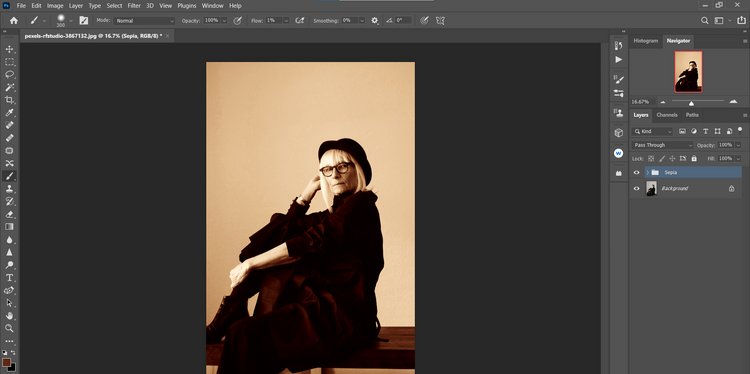 Ps File Edit Image Layer Type Select Filter 3D View Plugins Window Help
200 Mode: Normal Opacity: 100% Flow: 1% Smoothing: 0% 0°
pexels-rfstudio-3867132.jpg @ 16.7% (Sepia, RGB/8) * ×
Histogram Navigator
16.67%
Layers Channels Paths
Kind
Pass Through Opacity: 100%
Lock: Fill: 100%
Sepia
Background